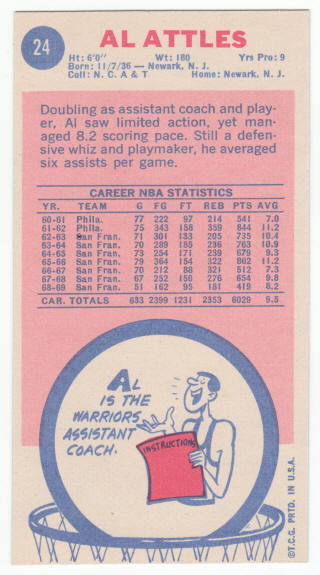 24
AL ATTLES
Ht: 6'0" Wt: 180 Yrs Pro: 9
Born: 11/7/36 — Newark, N. J.
Coll: N. C. A & T Home: Newark, N. J.
Doubling as assistant coach and play-
er, Al saw limited action, yet man-
aged 8.2 scoring pace. Still a defen-
sive whiz and playmaker, he averaged
six assists per game.
CAREER NBA STATISTICS
YR. TEAM G FG FT REB PTS AVG
60-61 Phila. 77 222 97 214 541 7.0
61-62 Phila. 75 343 158 359 844 11.2
62-63 San Fran. 71 301 133 205 735 10.4
63-64 San Fran. 70 289 185 236 763 10.9
64-65 San Fran. 73 254 171 239 679 9.3
65-66 San Fran. 79 364 154 322 862 11.2
66-67 San Fran. 70 212 88 321 512 7.3
67-68 San Fran. 67 252 150 276 654 9.8
68-69 San Fran. 51 162 95 181 419 8.2
CAR. TOTALS 633 2399 1231 2353 6029 9.5
AL
IS THE
WARRIORS
ASSISTANT
COACH.
INSTRUCTIONS
©T.C.G. PRTD. IN U.S.A.